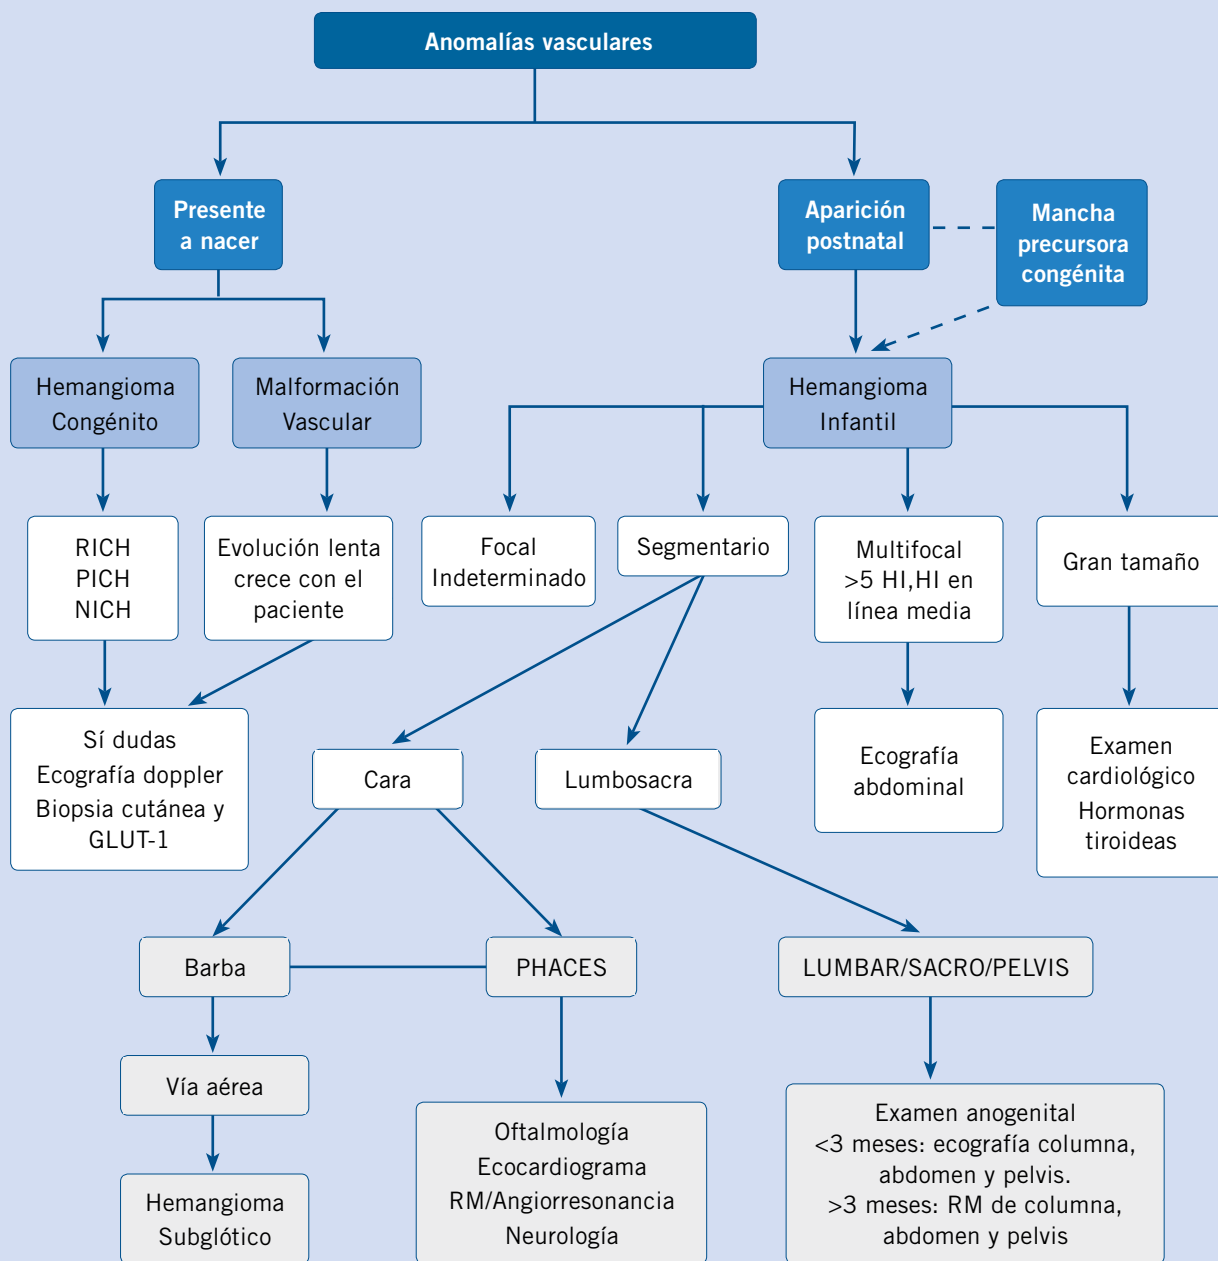 Anomalías vasculares
Presente
a nacer
Aparición
postnatal
Mancha
precursora
congénita
Hemangioma
Congénito
Malformación
Vascular
Hemangioma
Infantil
RICH
PICH
NICH
Evolución lenta
crece con el
paciente
Focal
Indeterminado
Segmentario
Multifocal
>5 HI,HI en
línea media
Gran tamaño
Sí dudas
Ecografía doppler
Biopsia cutánea y
GLUT-1
Cara
Lumbosacra
Ecografía
abdominal
Examen
cardiológico
Hormonas
tiroideas
Barba
PHACES
LUMBAR/SACRO/PELVIS
Vía aérea
Hemangioma
Subglótico
Oftalmología
Ecocardiograma
RM/Angiorresonancia
Neurología
Examen anogenital
<3 meses: ecografía columna,
abdomen y pelvis.
>3 meses: RM de columna,
abdomen y pelvis